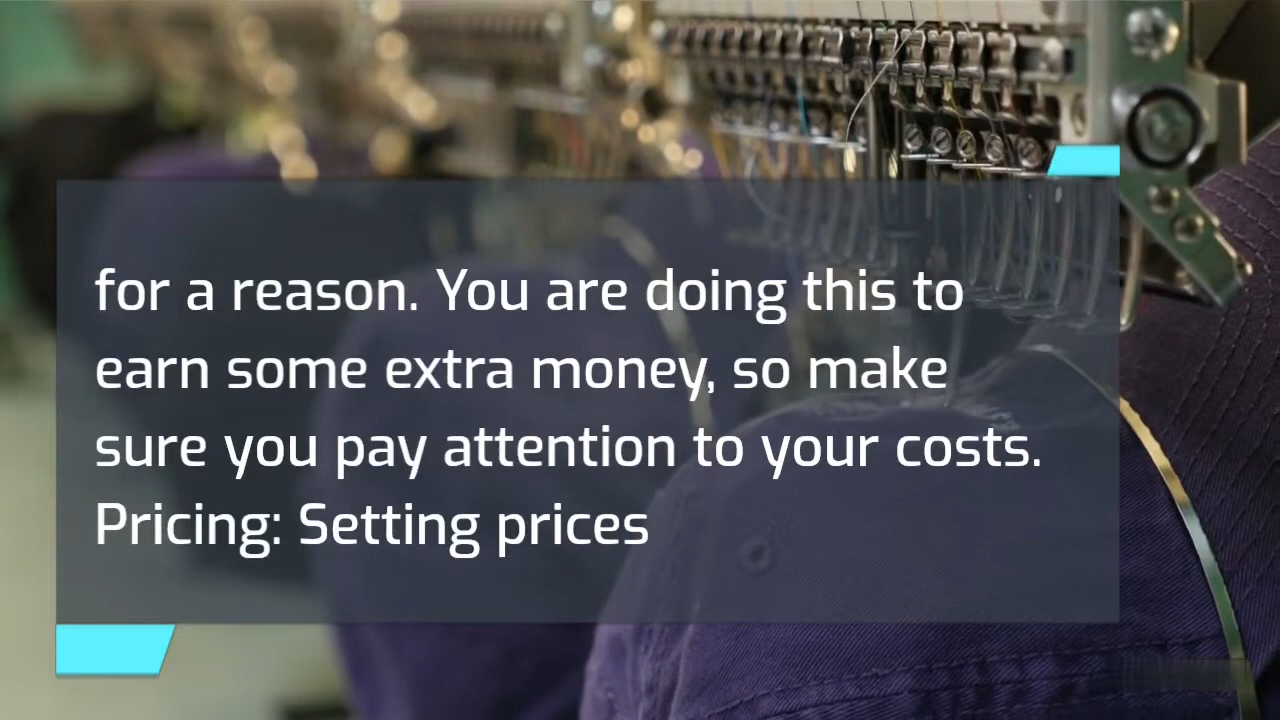 for a reason. You are doing this to
earn some extra money, so make
sure you pay attention to your costs.
Pricing: Setting prices